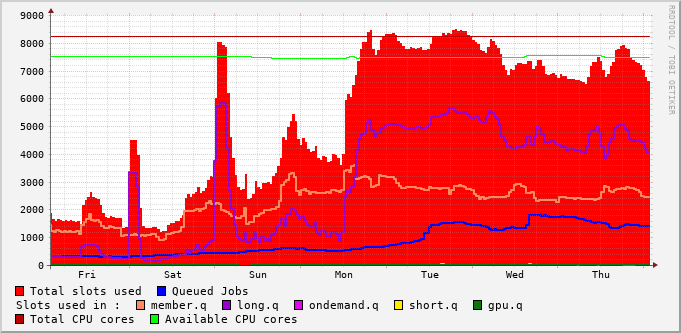 9000
8000
7000
6000
5000
4000
3000
2000
1000
0
Fri Sat Sun Mon Tue Wed Thu
RRDTOOL / TOBI OETIKER
Total slots used Queued Jobs
Slots used in : member.q long.q ondemand.q short.q gpu.q
Total CPU cores Available CPU cores